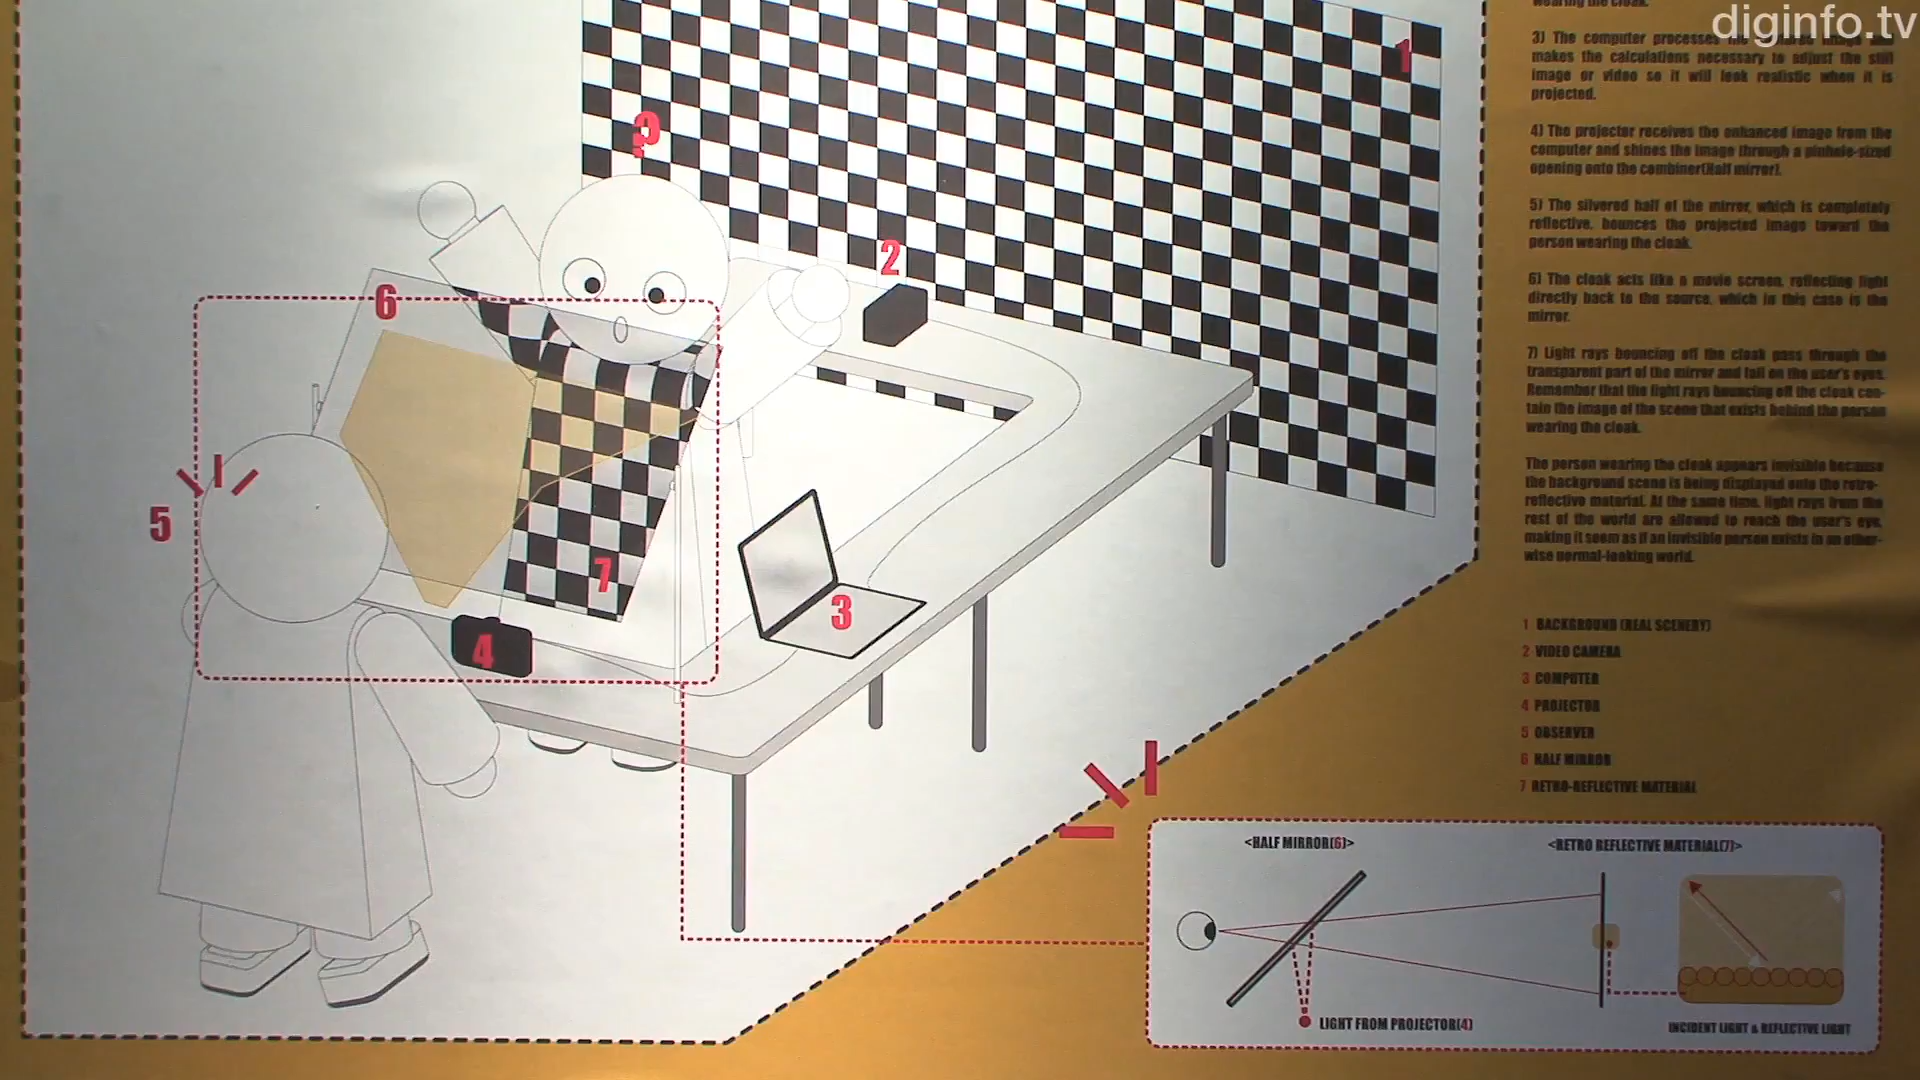 diginfo.tv
wearing the cloak.
3) The computer processes the
makes the calculations necessary to adjust the still
image or video so it will look realistic when it is
projected.
4) The projector receives the enhanced image from the
computer and shines the image through a pinhole-sized
opening onto the combiner(Half mirror).
5) The silvered half of the mirror, which is completely
reflective, bounces the projected image toward the
person wearing the cloak.
6) The cloak acts like a movie screen, reflecting light
directly back to the source, which in this case is the
mirror.
7) Light rays bouncing off the cloak pass through the
transparent part of the mirror and fall on the user's eyes.
Remember that the light rays bouncing off the cloak con-
tain the image of the scene that exists behind the person
wearing the cloak.
The person wearing the cloak appears invisible because
the background scene is being displayed onto the retro-
reflective material. At the same time, light rays from the
rest of the world are allowed to reach the user's eye,
making it seem as if an invisible person exists in an other-
wise normal-looking world.
1 BACKGROUND (REAL SCENERY)
2 VIDEO CAMERA
3 COMPUTER
4 PROJECTOR
5 OBSERVER
6 HALF MIRROR
7 RETRO-REFLECTIVE MATERIAL
1
?
2
6
5
7
3
4
<HALF MIRROR(6)>
<RETRO REFLECTIVE MATERIAL(7)>
LIGHT FROM PROJECTOR(4)
INCIDENT LIGHT & REFLECTIVE LIGHT